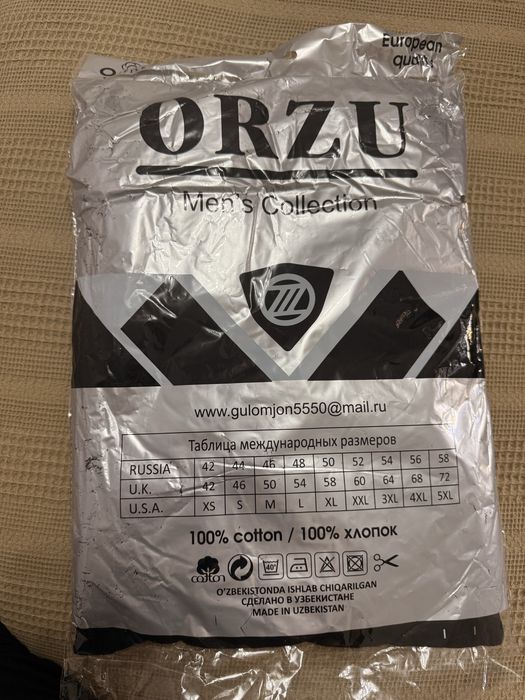 European
quality
ORZU
Men's Collection
www.gulomjon5550@mail.ru
Таблица международных размеров
RUSSIA 42 44 46 48 50 52 54 56 58
U.K. 42 46 50 54 58 60 64 68 72
U.S.A. XS S M L XL XXL 3XL 4XL 5XL
100% cotton / 100% хлопок
cotton 40°
O'ZBEKISTONDA ISHLAB CHIQARILGAN
СДЕЛАНО В УЗБЕКИСТАНЕ
MADE IN UZBEKISTAN